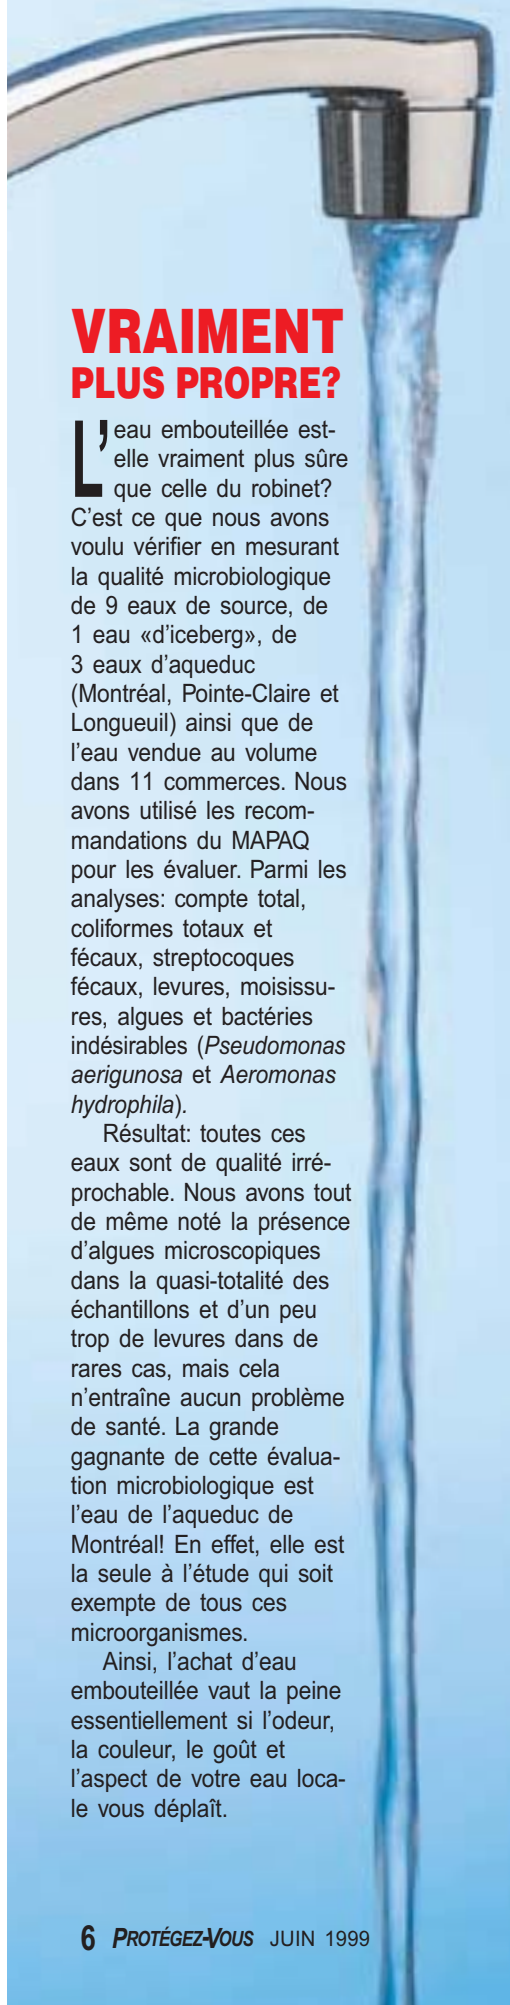 VRAIMENT
PLUS PROPRE?
L'eau embouteillée est-
elle vraiment plus sûre
que celle du robinet?
C'est ce que nous avons
voulu vérifier en mesurant
la qualité microbiologique
de 9 eaux de source, de
1 eau «d'iceberg», de
3 eaux d'aqueduc
(Montréal, Pointe-Claire et
Longueuil) ainsi que de
l'eau vendue au volume
dans 11 commerces. Nous
avons utilisé les recom-
mandations du MAPAQ
pour les évaluer. Parmi les
analyses: compte total,
coliformes totaux et
fécaux, streptocoques
fécaux, levures, moisissu-
res, algues et bactéries
indésirables (Pseudomonas
aerigunosa et Aeromonas
hydrophila).
Résultat: toutes ces
eaux sont de qualité irré-
prochable. Nous avons tout
de même noté la présence
d'algues microscopiques
dans la quasi-totalité des
échantillons et d'un peu
trop de levures dans de
rares cas, mais cela
n'entraîne aucun problème
de santé. La grande
gagnante de cette évalua-
tion microbiologique est
l'eau de l'aqueduc de
Montréal! En effet, elle est
la seule à l'étude qui soit
exempte de tous ces
microorganismes.
Ainsi, l'achat d'eau
embouteillée vaut la peine
essentiellement si l'odeur,
la couleur, le goût et
l'aspect de votre eau loca-
le vous déplaît.
6 PROTÉGEZ-VOUS JUIN 1999